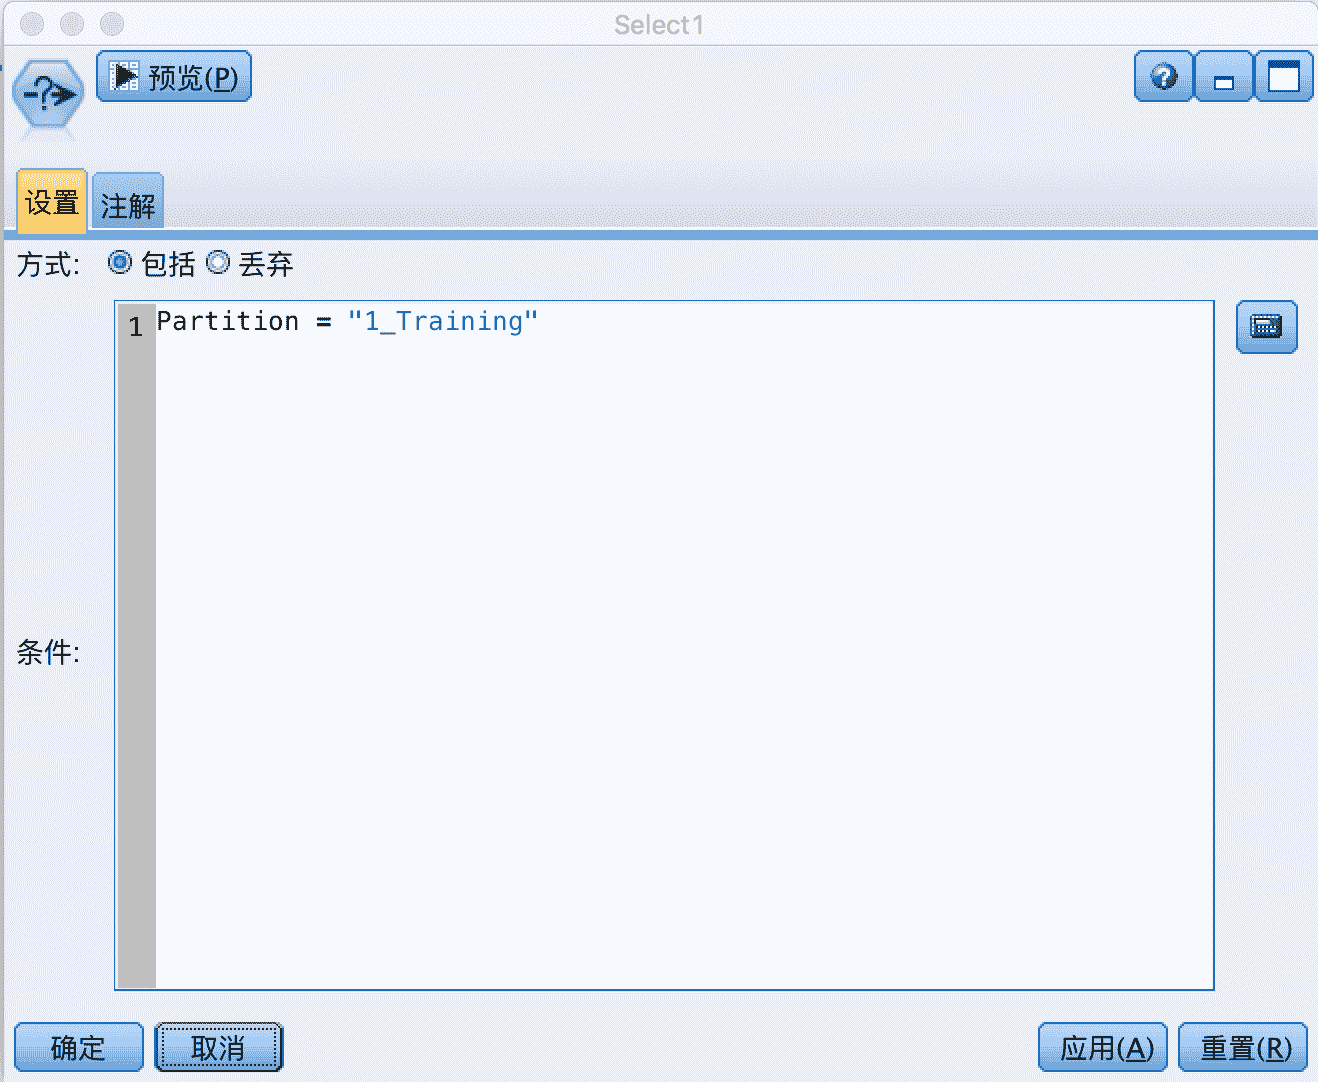 Select1
预览(P)
设置
注解
方式:
包括
丢弃
1
Partition = "1_Training"
条件:
确定
取消
应用(A)
重置(R)